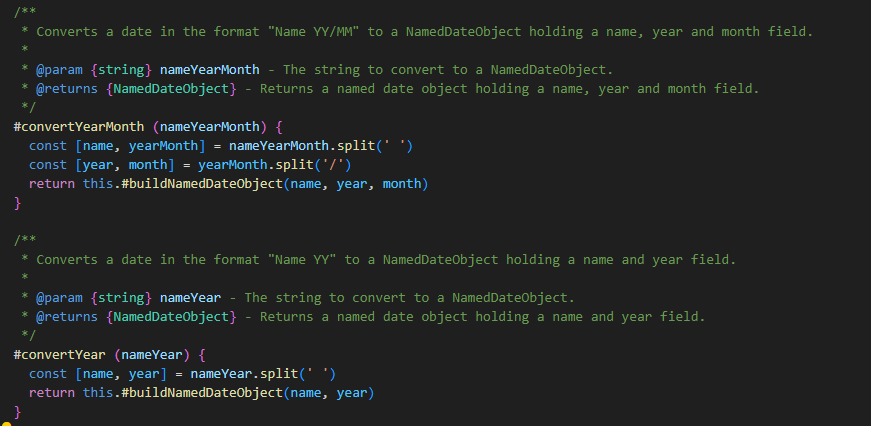 /**
 * Converts a date in the format "Name YY/MM" to a NamedDateObject holding a name, year and month field.
 *
 * @param {string} nameYearMonth - The string to convert to a NamedDateObject.
 * @returns {NamedDateObject} - Returns a named date object holding a name, year and month field.
 */
#convertYearMonth (nameYearMonth) {
  const [name, yearMonth] = nameYearMonth.split(' ')
  const [year, month] = yearMonth.split('/')
  return this.#buildNamedDateObject(name, year, month)
}

/**
 * Converts a date in the format "Name YY" to a NamedDateObject holding a name and year field.
 *
 * @param {string} nameYear - The string to convert to a NamedDateObject.
 * @returns {NamedDateObject} - Returns a named date object holding a name and year field.
 */
#convertYear (nameYear) {
  const [name, year] = nameYear.split(' ')
  return this.#buildNamedDateObject(name, year)
}